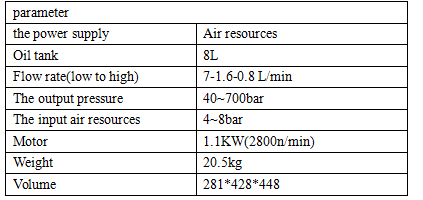 parameter
the power supply Air resources
Oil tank 8L
Flow rate(low to high) 7-1.6-0.8 L/min
The output pressure 40~700bar
The input air resources 4~8bar
Motor 1.1KW(2800n/min)
Weight 20.5kg
Volume 281*428*448